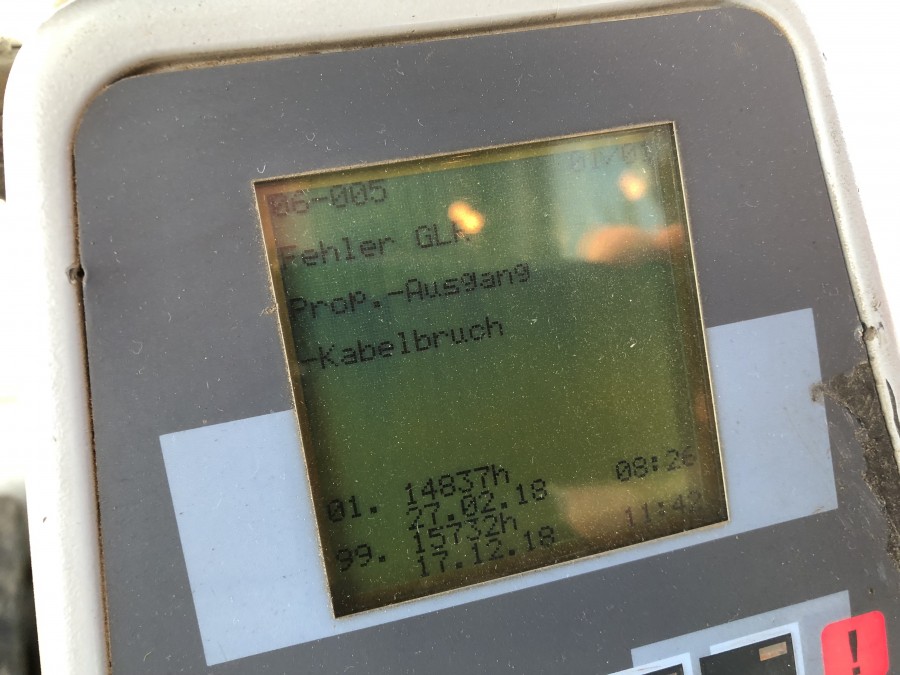 01/01
06-005
Fehler GLR
Prop.-Ausgang
-Kabelbruch
01. 14837h 08:26
27.02.18
99. 15732h 11:42
17.12.18
!